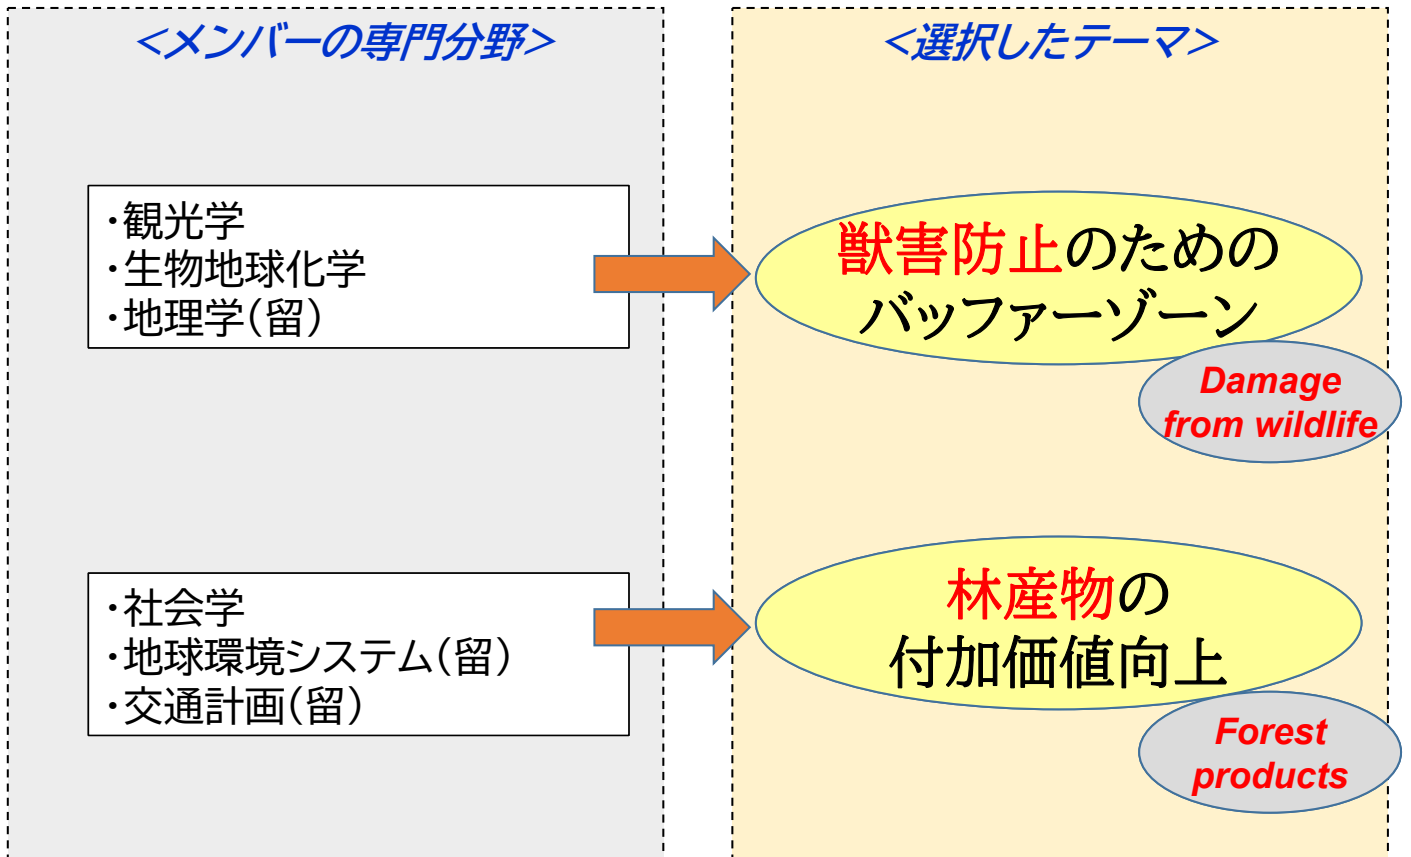 <メンバーの専門分野>
・観光学
・生物地球化学
・地理学(留)
・社会学
・地球環境システム(留)
・交通計画(留)
<選択したテーマ>
獣害防止のための
バッファーゾーン
Damage
from wildlife
林産物の
付加価値向上
Forest
products